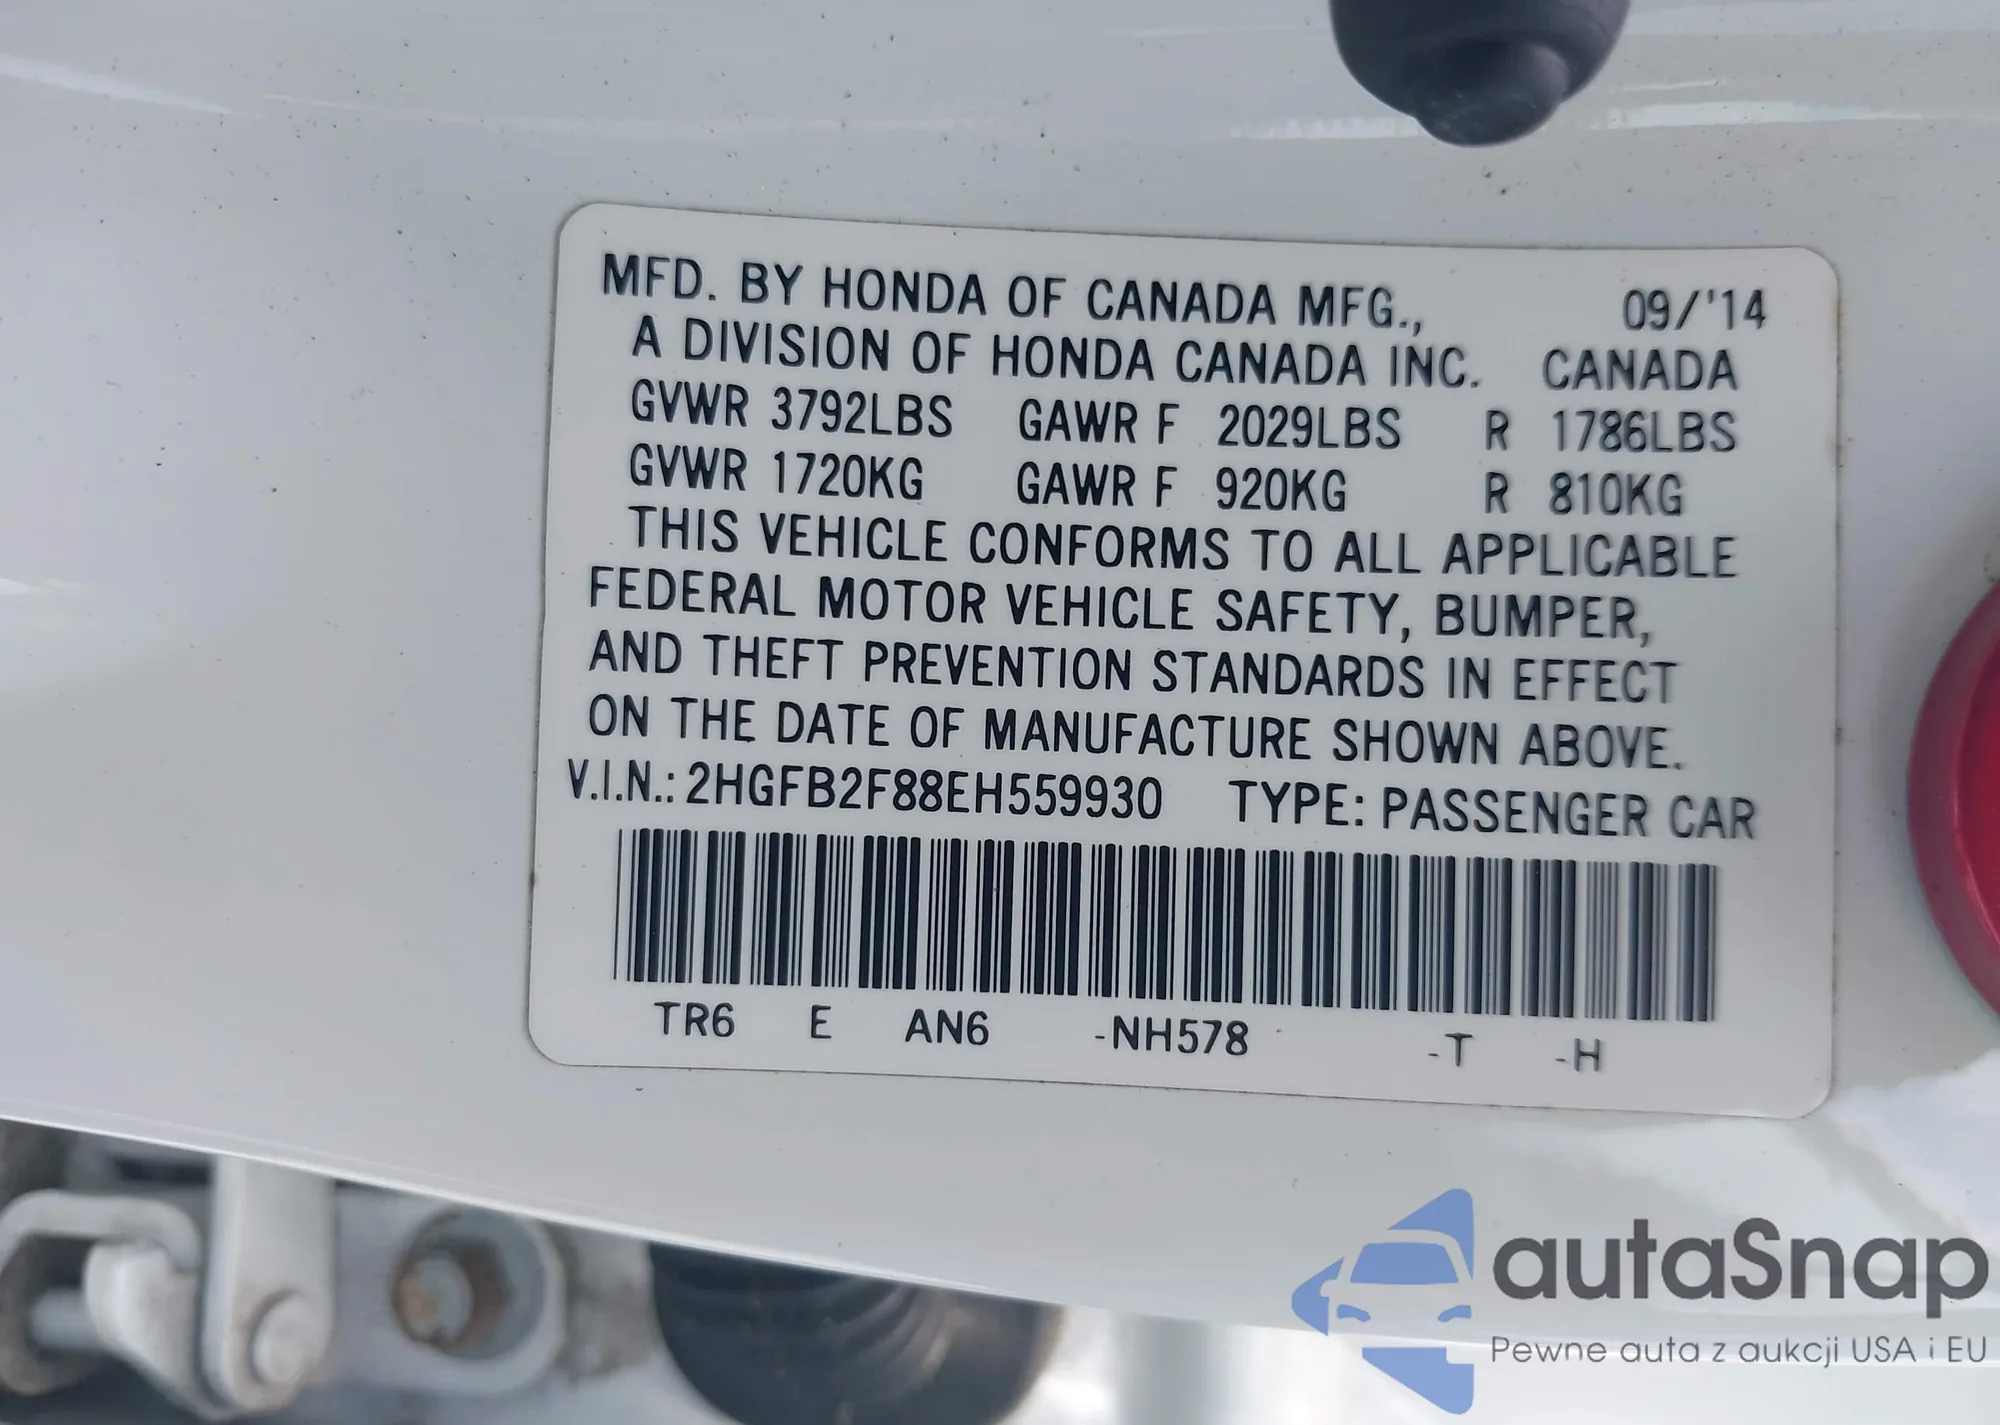 MFD. BY HONDA OF CANADA MFG., 09/'14
A DIVISION OF HONDA CANADA INC. CANADA
GVWR 3792LBS GAWR F 2029LBS R 1786LBS
GVWR 1720KG GAWR F 920KG R 810KG
THIS VEHICLE CONFORMS TO ALL APPLICABLE
FEDERAL MOTOR VEHICLE SAFETY, BUMPER,
AND THEFT PREVENTION STANDARDS IN EFFECT
ON THE DATE OF MANUFACTURE SHOWN ABOVE.
V.I.N.: 2HGFB2F88EH559930 TYPE: PASSENGER CAR
TR6 E AN6 -NH578 -T -H
autaSnap
Pewne auta z aukcji USA i EU